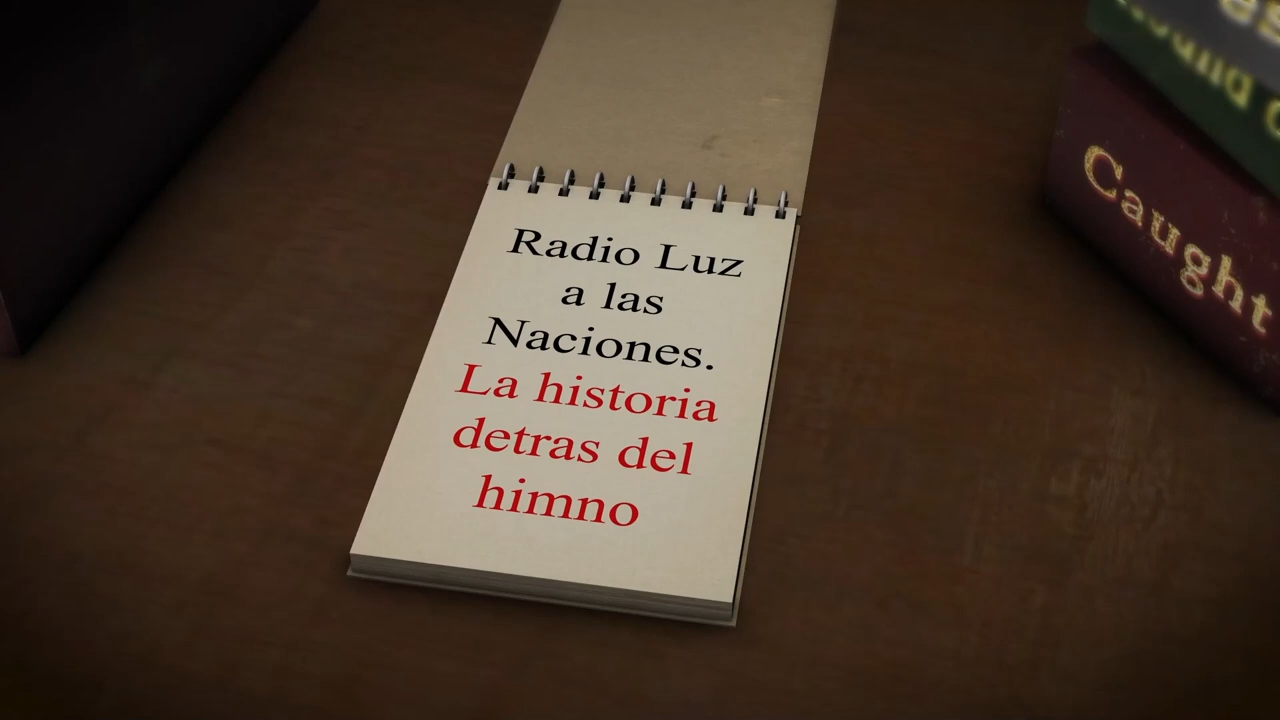 Radio Luz
a las
Naciones.
La historia
detras del
himno
Caught